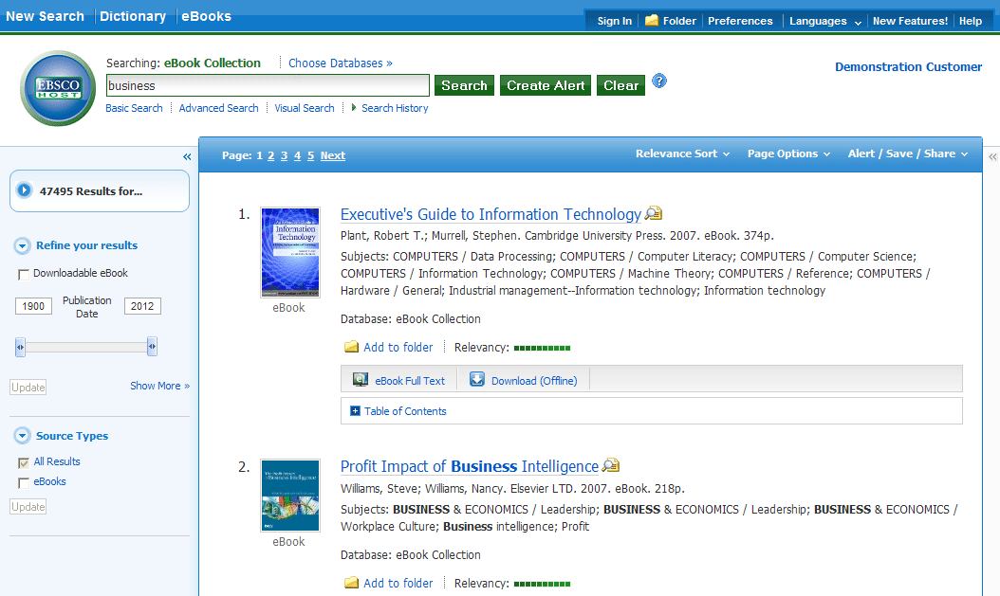 New Search Dictionary eBooks
Sign In Folder Preferences Languages New Features! Help
Searching: eBook Collection Choose Databases »
Demonstration Customer
EBSCO
HOST
business Search Create Alert Clear ?
Basic Search Advanced Search Visual Search Search History
«
Page: 1 2 3 4 5 Next Relevance Sort Page Options Alert / Save / Share
«
47495 Results for...
Refine your results
Downloadable eBook
1900 Publication Date 2012
Update
Show More »
Source Types
All Results
eBooks
Update
1.
Information
Technology
eBook
Executive's Guide to Information Technology
Plant, Robert T.; Murrell, Stephen. Cambridge University Press. 2007. eBook. 374p.
Subjects: COMPUTERS / Data Processing; COMPUTERS / Computer Literacy; COMPUTERS / Computer Science;
COMPUTERS / Information Technology; COMPUTERS / Machine Theory; COMPUTERS / Reference; COMPUTERS /
Hardware / General; Industrial management--Information technology; Information technology
Database: eBook Collection
Add to folder Relevancy:
eBook Full Text Download (Offline)
Table of Contents
2.
eBook
Profit Impact of Business Intelligence
Williams, Steve; Williams, Nancy. Elsevier LTD. 2007. eBook. 218p.
Subjects: BUSINESS & ECONOMICS / Leadership; BUSINESS & ECONOMICS / Leadership; BUSINESS & ECONOMICS /
Workplace Culture; Business intelligence; Profit
Database: eBook Collection
Add to folder Relevancy: